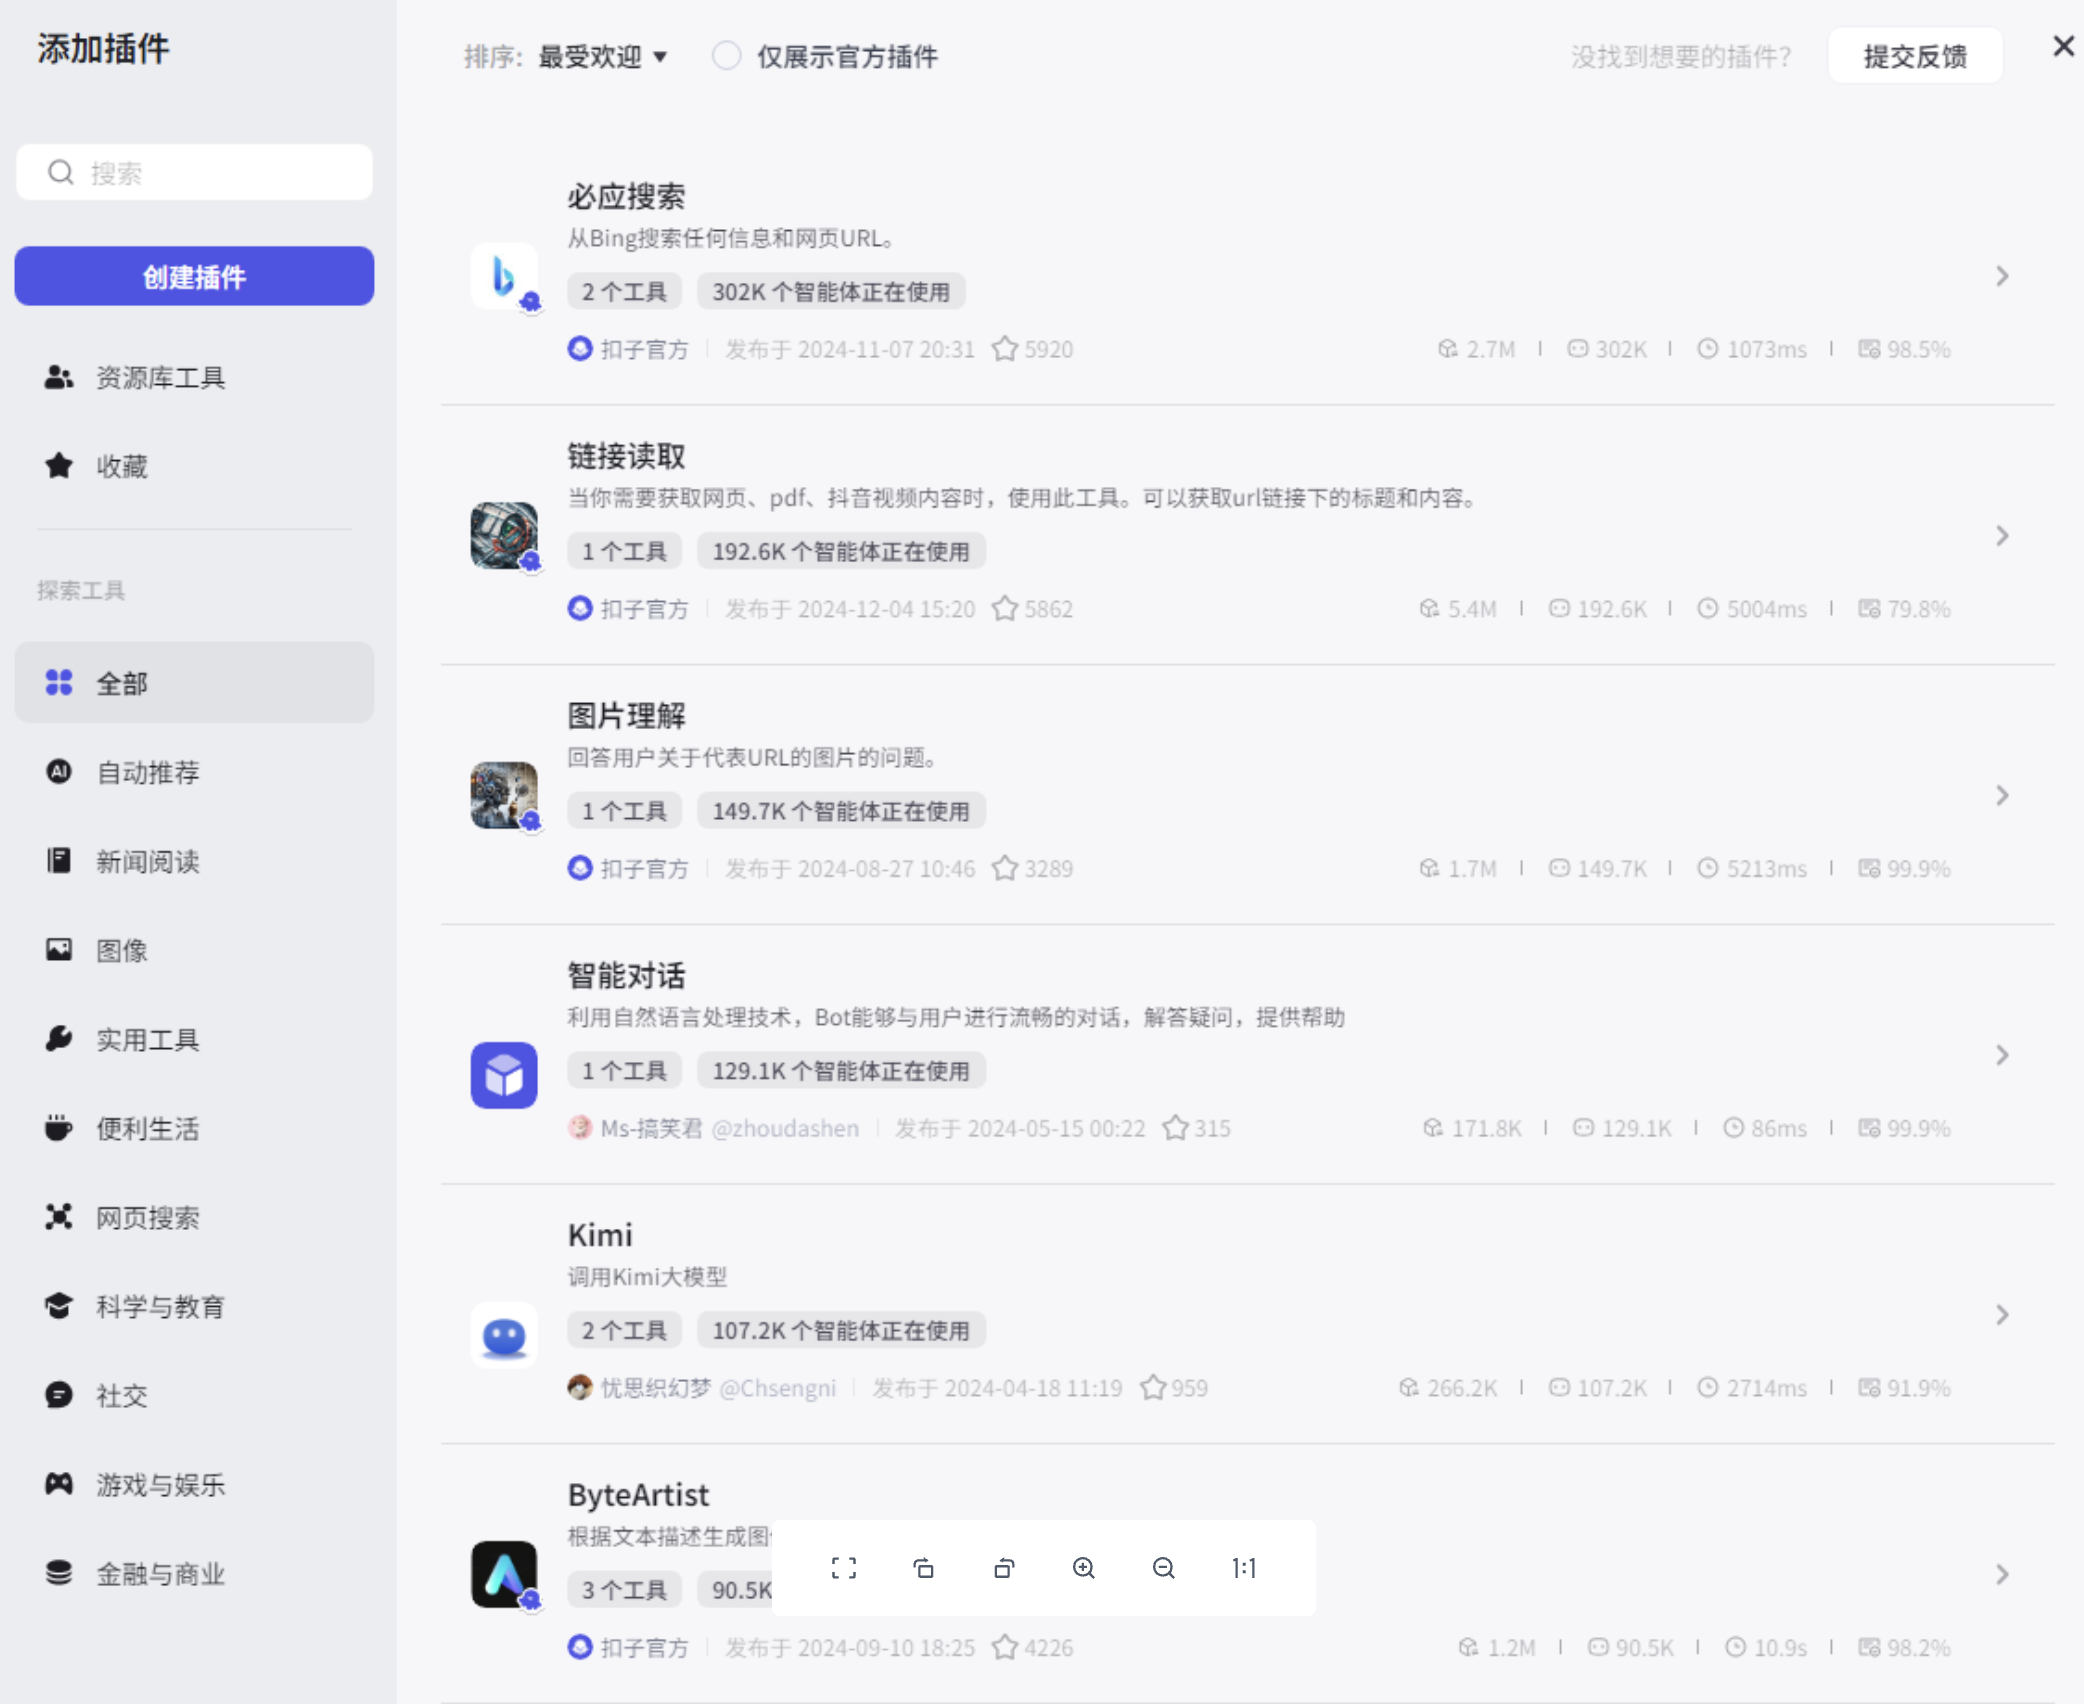 添加插件
搜索
创建插件
资源库工具
收藏
探索工具
全部
自动推荐
新闻阅读
图像
实用工具
便利生活
网页搜索
科学与教育
社交
游戏与娱乐
金融与商业
排序: 最受欢迎 仅展示官方插件 没找到想要的插件? 提交反馈
必应搜索
从Bing搜索任何信息和网页URL。
2 个工具 302K 个智能体正在使用
扣子官方 发布于 2024-11-07 20:31 5920 2.7M 302K 1073ms 98.5%
链接读取
当你需要获取网页、pdf、抖音视频内容时，使用此工具。可以获取url链接下的标题和内容。
1 个工具 192.6K 个智能体正在使用
扣子官方 发布于 2024-12-04 15:20 5862 5.4M 192.6K 5004ms 79.8%
图片理解
回答用户关于代表URL的图片的问题。
1 个工具 149.7K 个智能体正在使用
扣子官方 发布于 2024-08-27 10:46 3289 1.7M 149.7K 5213ms 99.9%
智能对话
利用自然语言处理技术，Bot能够与用户进行流畅的对话，解答疑问，提供帮助
1 个工具 129.1K 个智能体正在使用
Ms-搞笑君 @zhoudashen 发布于 2024-05-15 00:22 315 171.8K 129.1K 86ms 99.9%
Kimi
调用Kimi大模型
2 个工具 107.2K 个智能体正在使用
忧思织幻梦 @Chsengni 发布于 2024-04-18 11:19 959 266.2K 107.2K 2714ms 91.9%
ByteArtist
根据文本描述生成图
3 个工具 90.5K
1:1
扣子官方 发布于 2024-09-10 18:25 4226 1.2M 90.5K 10.9s 98.2%